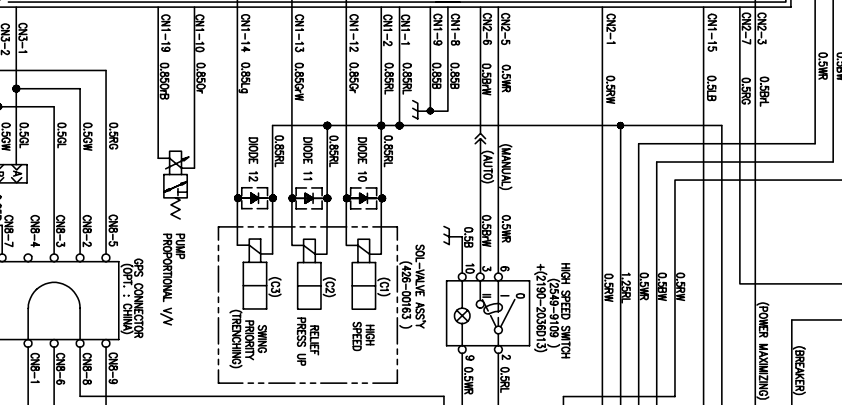 CN3-2
CN3-1
CN1-19
0.85OrB
CN1-10
0.85Or
CN1-14
0.85Lg
CN1-13
0.85GrW
CN1-12
0.85Gr
CN1-2
0.85RL
CN1-1
0.85RL
CN1-9
0.85B
CN1-8
0.85B
CN2-6
0.5BrW
CN2-5
0.5WR
CN2-1
0.5RW
CN1-15
0.5LB
CN2-7
0.5RG
CN2-3
0.5BrL
0.5WR
0.5BW
0.5GW
0.5GL
0.5GL
0.5GW
0.5RG
DIODE 12
0.85RL
DIODE 11
0.85RL
DIODE 10
0.85RL
(AUTO)
(MANUAL)
0.5B
0.5BrW
0.5WR
A
CN8-7
CN8-4
CN8-3
CN8-2
CN8-5
PUMP
PROPORTIONAL V/V
GPS CONNECTOR
(OPT. : CHINA)
SOL-VALVE ASS'Y
(426-00163 )
(C3)
(C2)
(C1)
SWING
PRIORITY
(TRENCHING)
RELIEF
PRESS UP
HIGH
SPEED
HIGH SPEED SWITCH
(2549-9109 )
+(2190-2036D13)
10
3
6
0
I
II
9
2
0.5WR
0.5RL
0.5RW
1.25RL
0.5WR
0.5BW
0.5RW
(POWER MAXIMIZING)
(BREAKER)
CN8-1
CN8-6
CN8-8
CN8-9